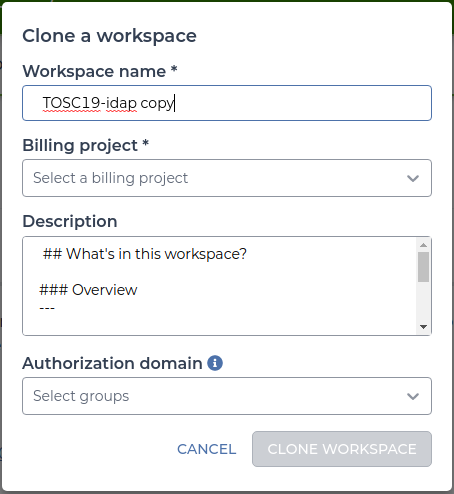 Clone a workspace
Workspace name *
TOSC19-idap copy
Billing project *
Select a billing project
Description
## What's in this workspace?
### Overview
---
Authorization domain
Select groups
CANCEL
CLONE WORKSPACE